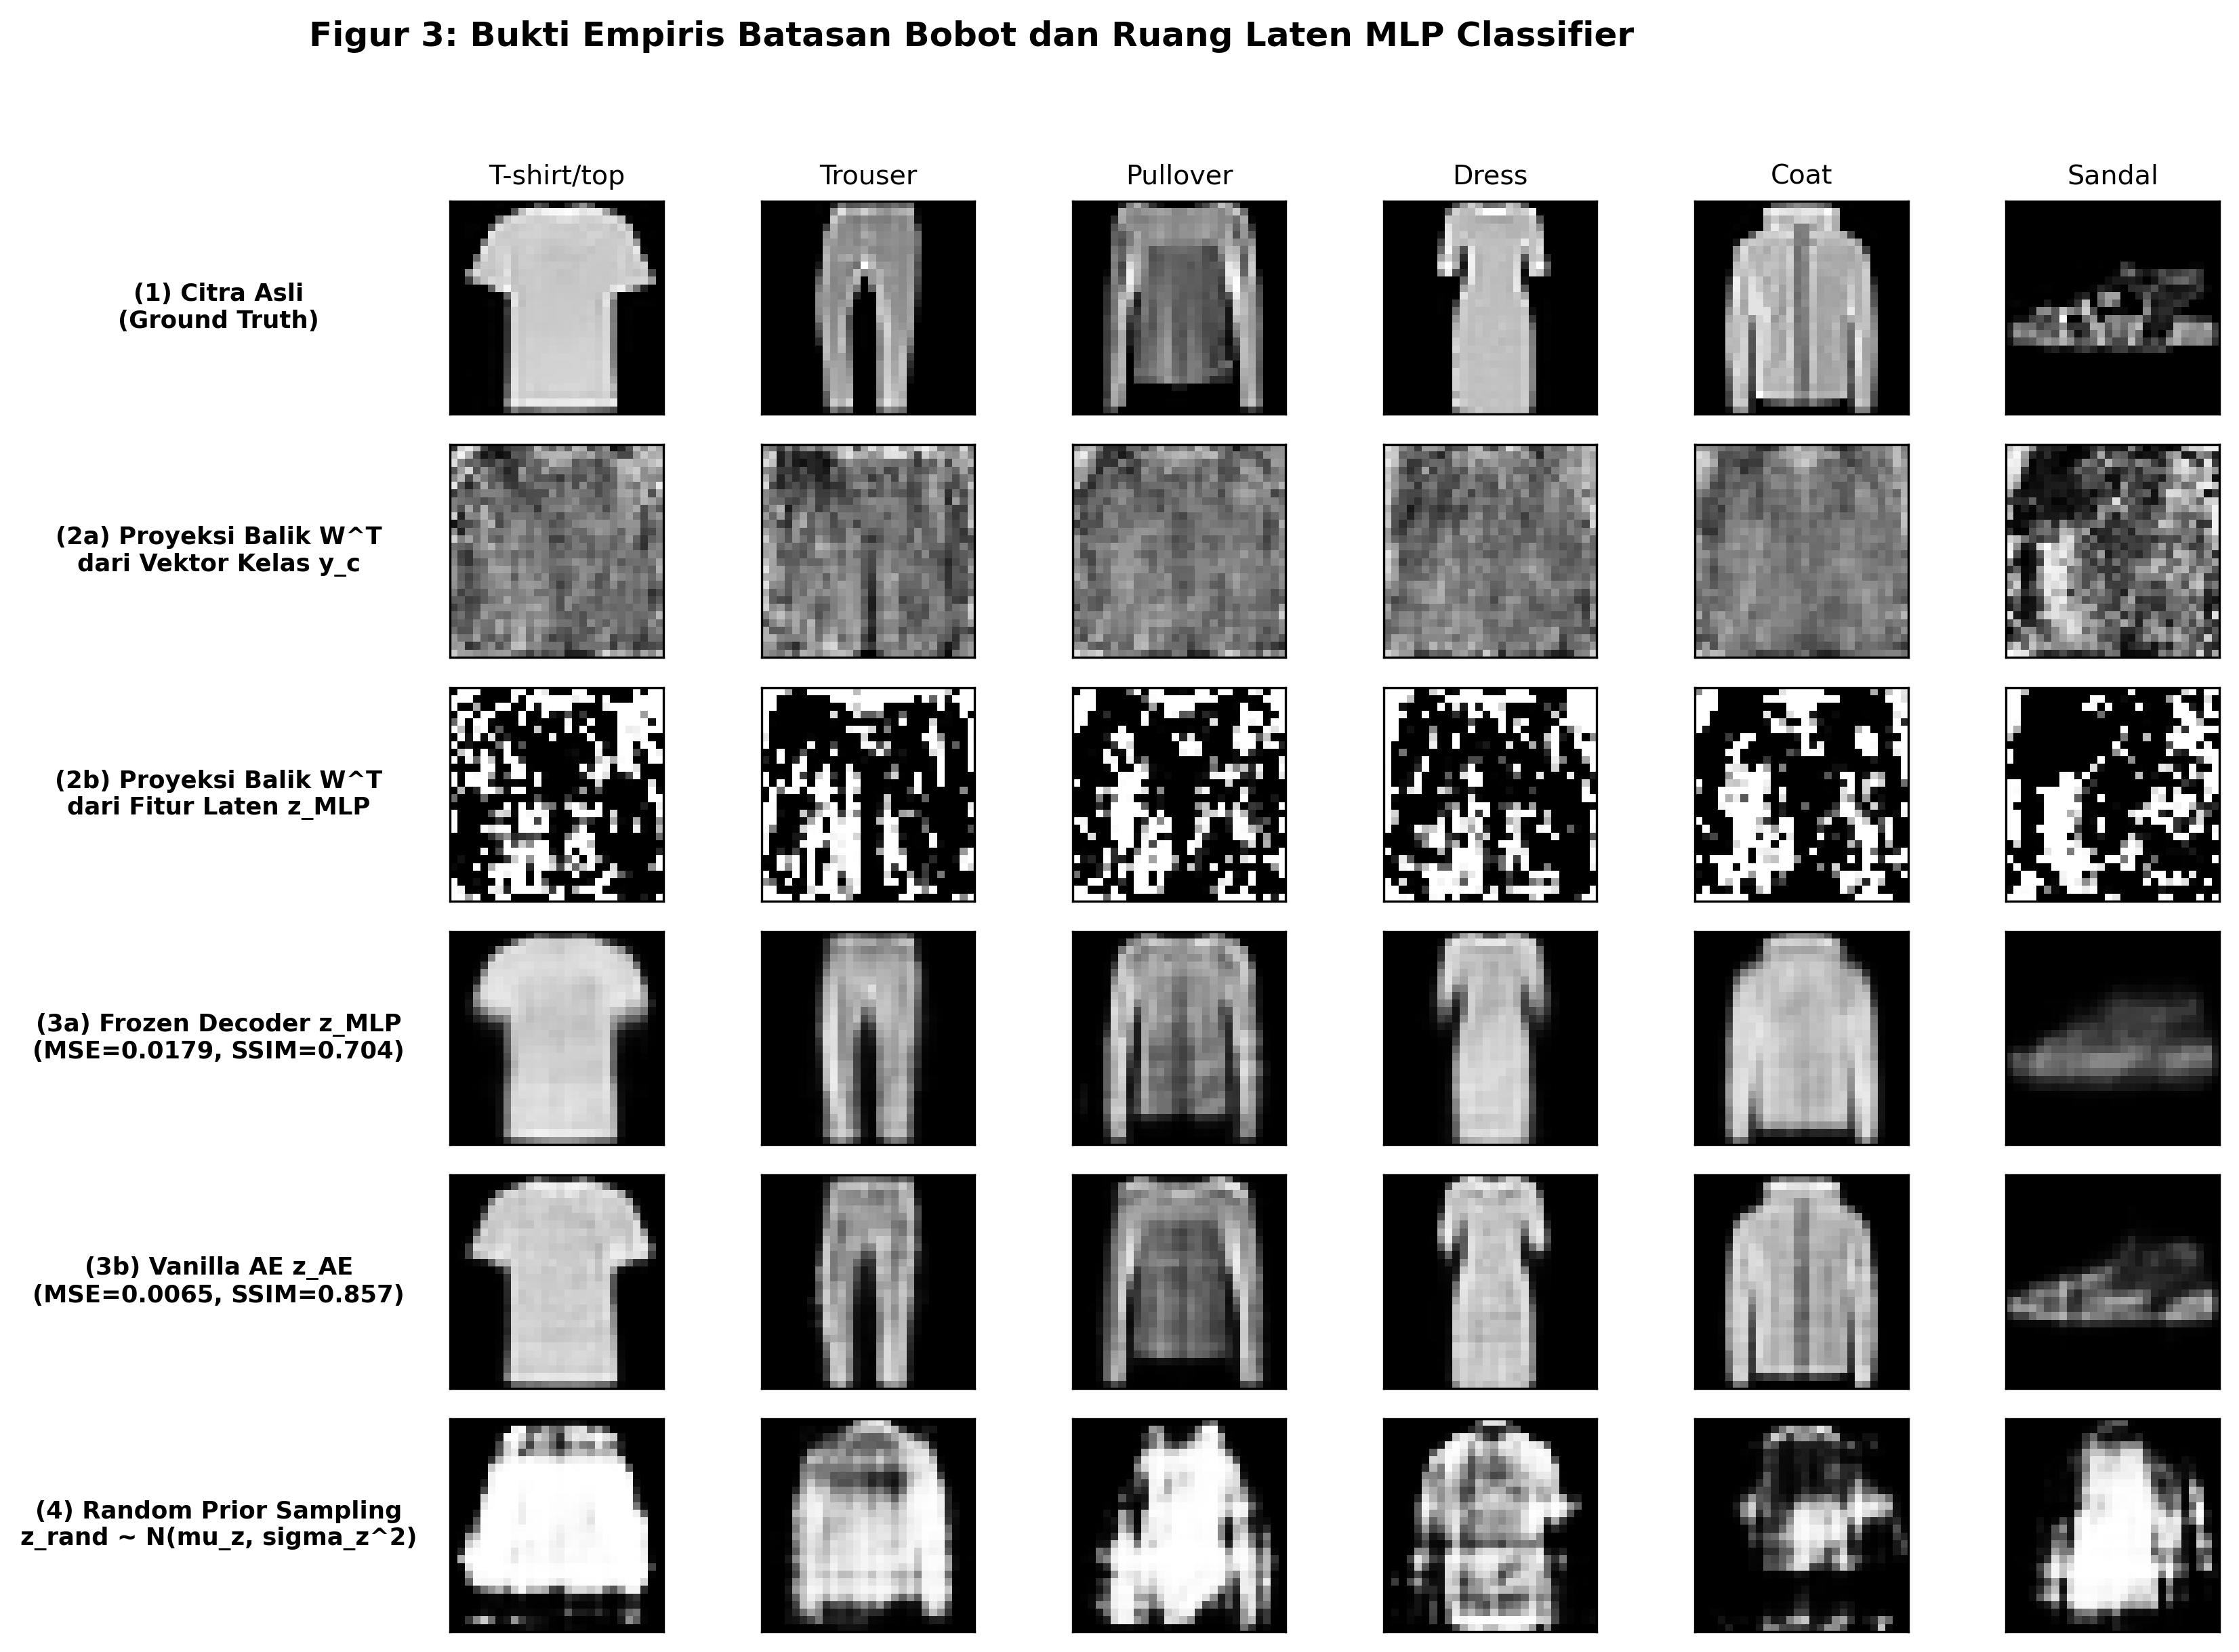 Figur 3: Bukti Empiris Batasan Bobot dan Ruang Laten MLP Classifier
T-shirt/top
Trouser
Pullover
Dress
Coat
Sandal
(1) Citra Asli
(Ground Truth)
(2a) Proyeksi Balik W^T
dari Vektor Kelas y_c
(2b) Proyeksi Balik W^T
dari Fitur Laten z_MLP
(3a) Frozen Decoder z_MLP
(MSE=0.0179, SSIM=0.704)
(3b) Vanilla AE z_AE
(MSE=0.0065, SSIM=0.857)
(4) Random Prior Sampling
z_rand ~ N(mu_z, sigma_z^2)